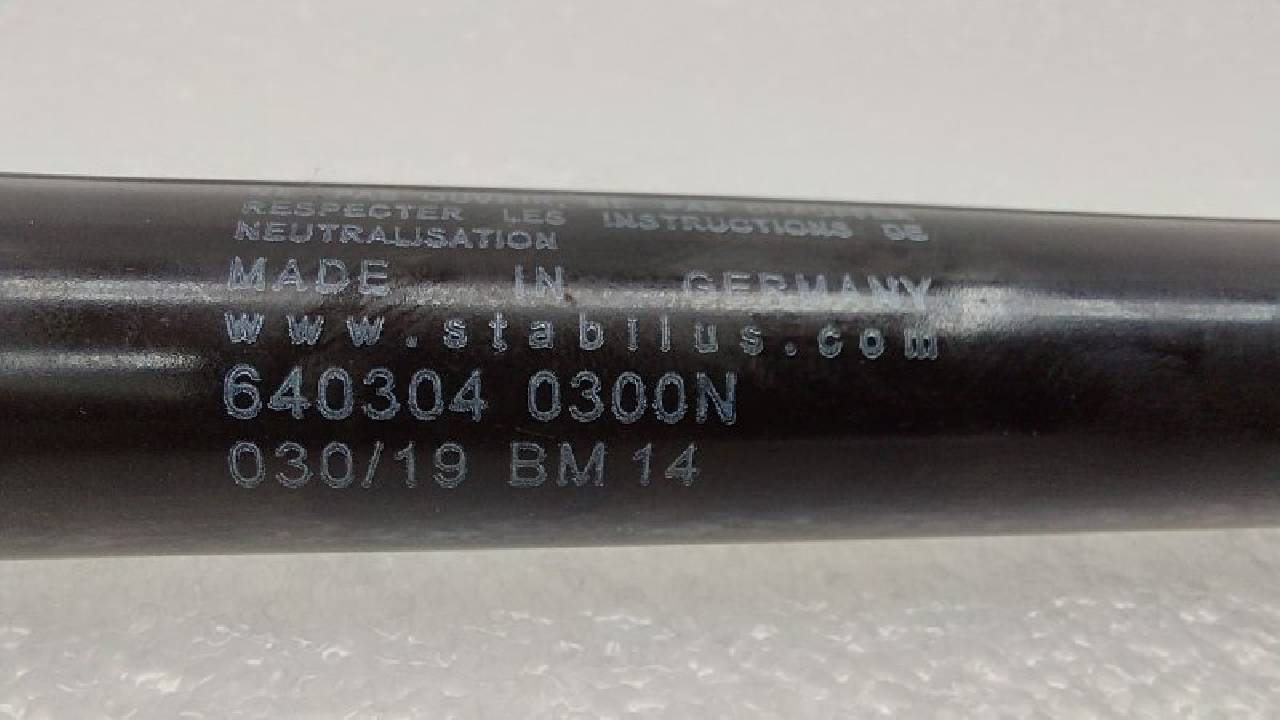 RESPECTER LES INSTRUCTIONS DE
NEUTRALISATION
MADE IN GERMANY
www.stabilus.com
640304 0300N
030/19 BM 14